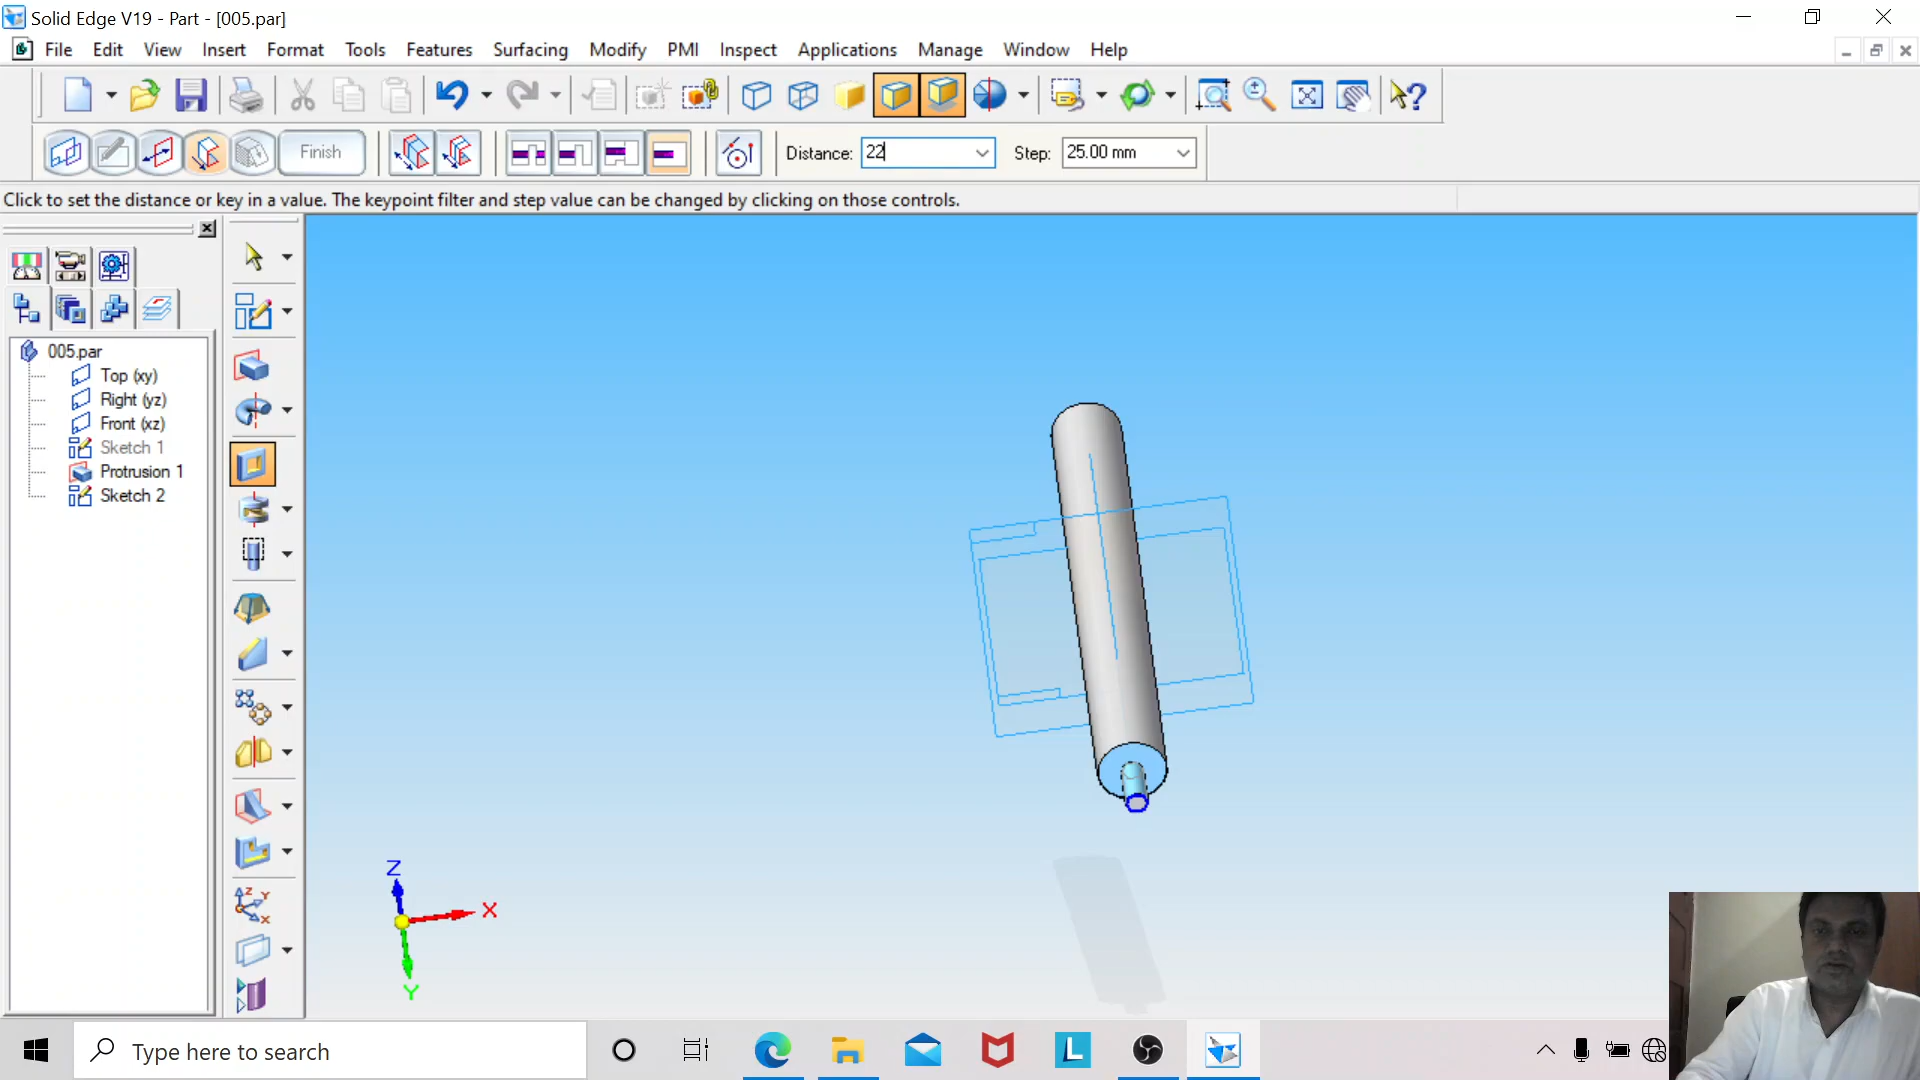 Solid Edge V19 - Part - [005.par]
File Edit View Insert Format Tools Features Surfacing Modify PMI Inspect Applications Manage Window Help
Finish Distance: 22 Step: 25.00 mm
Click to set the distance or key in a value. The keypoint filter and step value can be changed by clicking on those controls.
005.par
Top (xy)
Right (yz)
Front (xz)
Sketch 1
Protrusion 1
Sketch 2
Z
X
Y
Type here to search
L